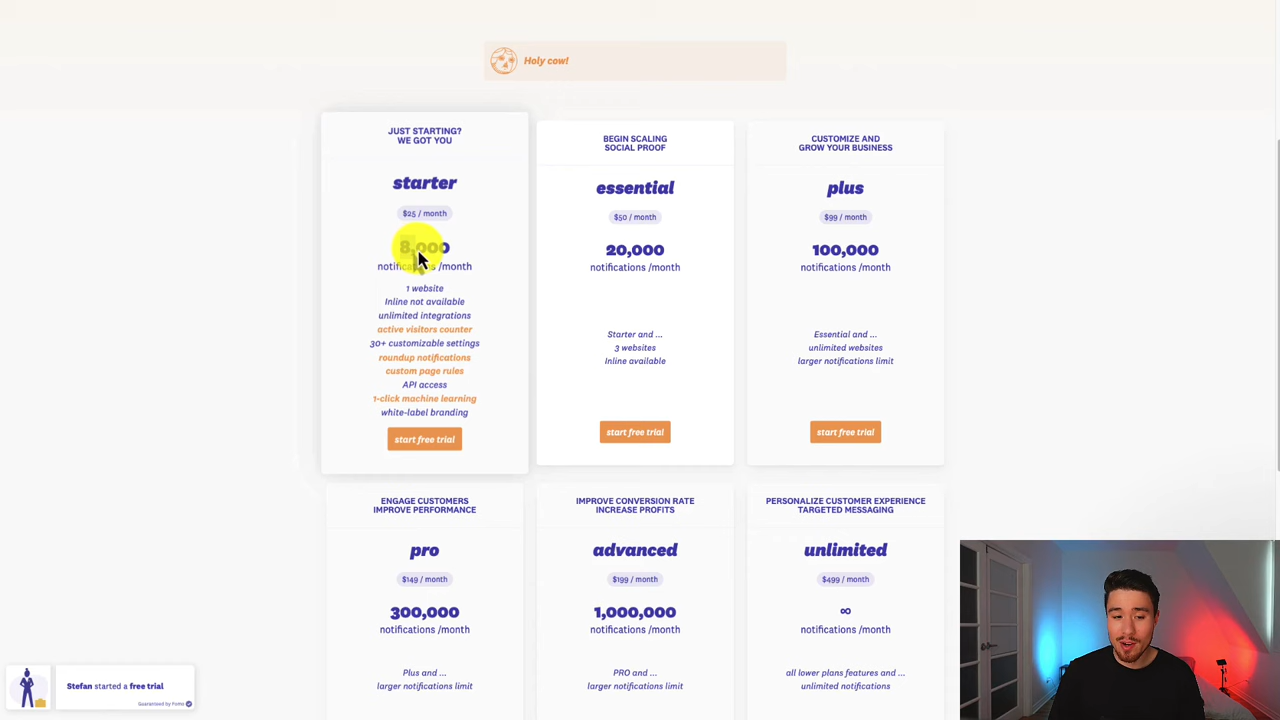 Holy cow!
JUST STARTING?
WE GOT YOU
starter
$25 / month
8,000
notifications /month
1 website
Inline not available
unlimited integrations
active visitors counter
30+ customizable settings
roundup notifications
custom page rules
API access
1-click machine learning
white-label branding
start free trial
BEGIN SCALING
SOCIAL PROOF
essential
$50 / month
20,000
notifications /month
Starter and ...
3 websites
Inline available
start free trial
CUSTOMIZE AND
GROW YOUR BUSINESS
plus
$99 / month
100,000
notifications /month
Essential and ...
unlimited websites
larger notifications limit
start free trial
ENGAGE CUSTOMERS
IMPROVE PERFORMANCE
pro
$149 / month
300,000
notifications /month
Plus and ...
larger notifications limit
IMPROVE CONVERSION RATE
INCREASE PROFITS
advanced
$199 / month
1,000,000
notifications /month
PRO and ...
larger notifications limit
PERSONALIZE CUSTOMER EXPERIENCE
TARGETED MESSAGING
unlimited
$499 / month
∞
notifications /month
all lower plans features and ...
unlimited notifications
Stefan started a free trial
Guaranteed by Fomo